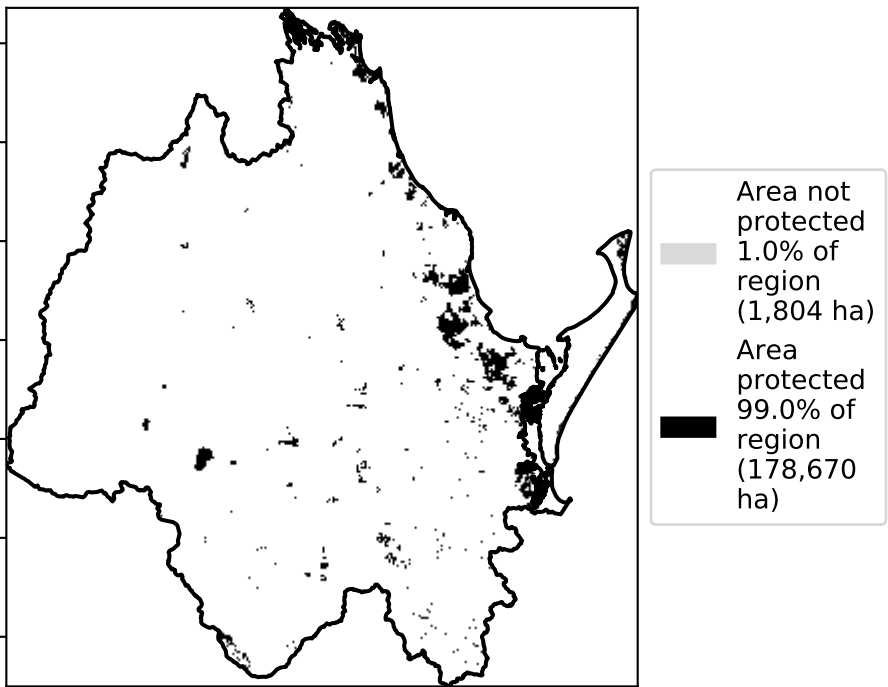 Area not
protected
1.0% of
region
(1,804 ha)
Area
protected
99.0% of
region
(178,670
ha)